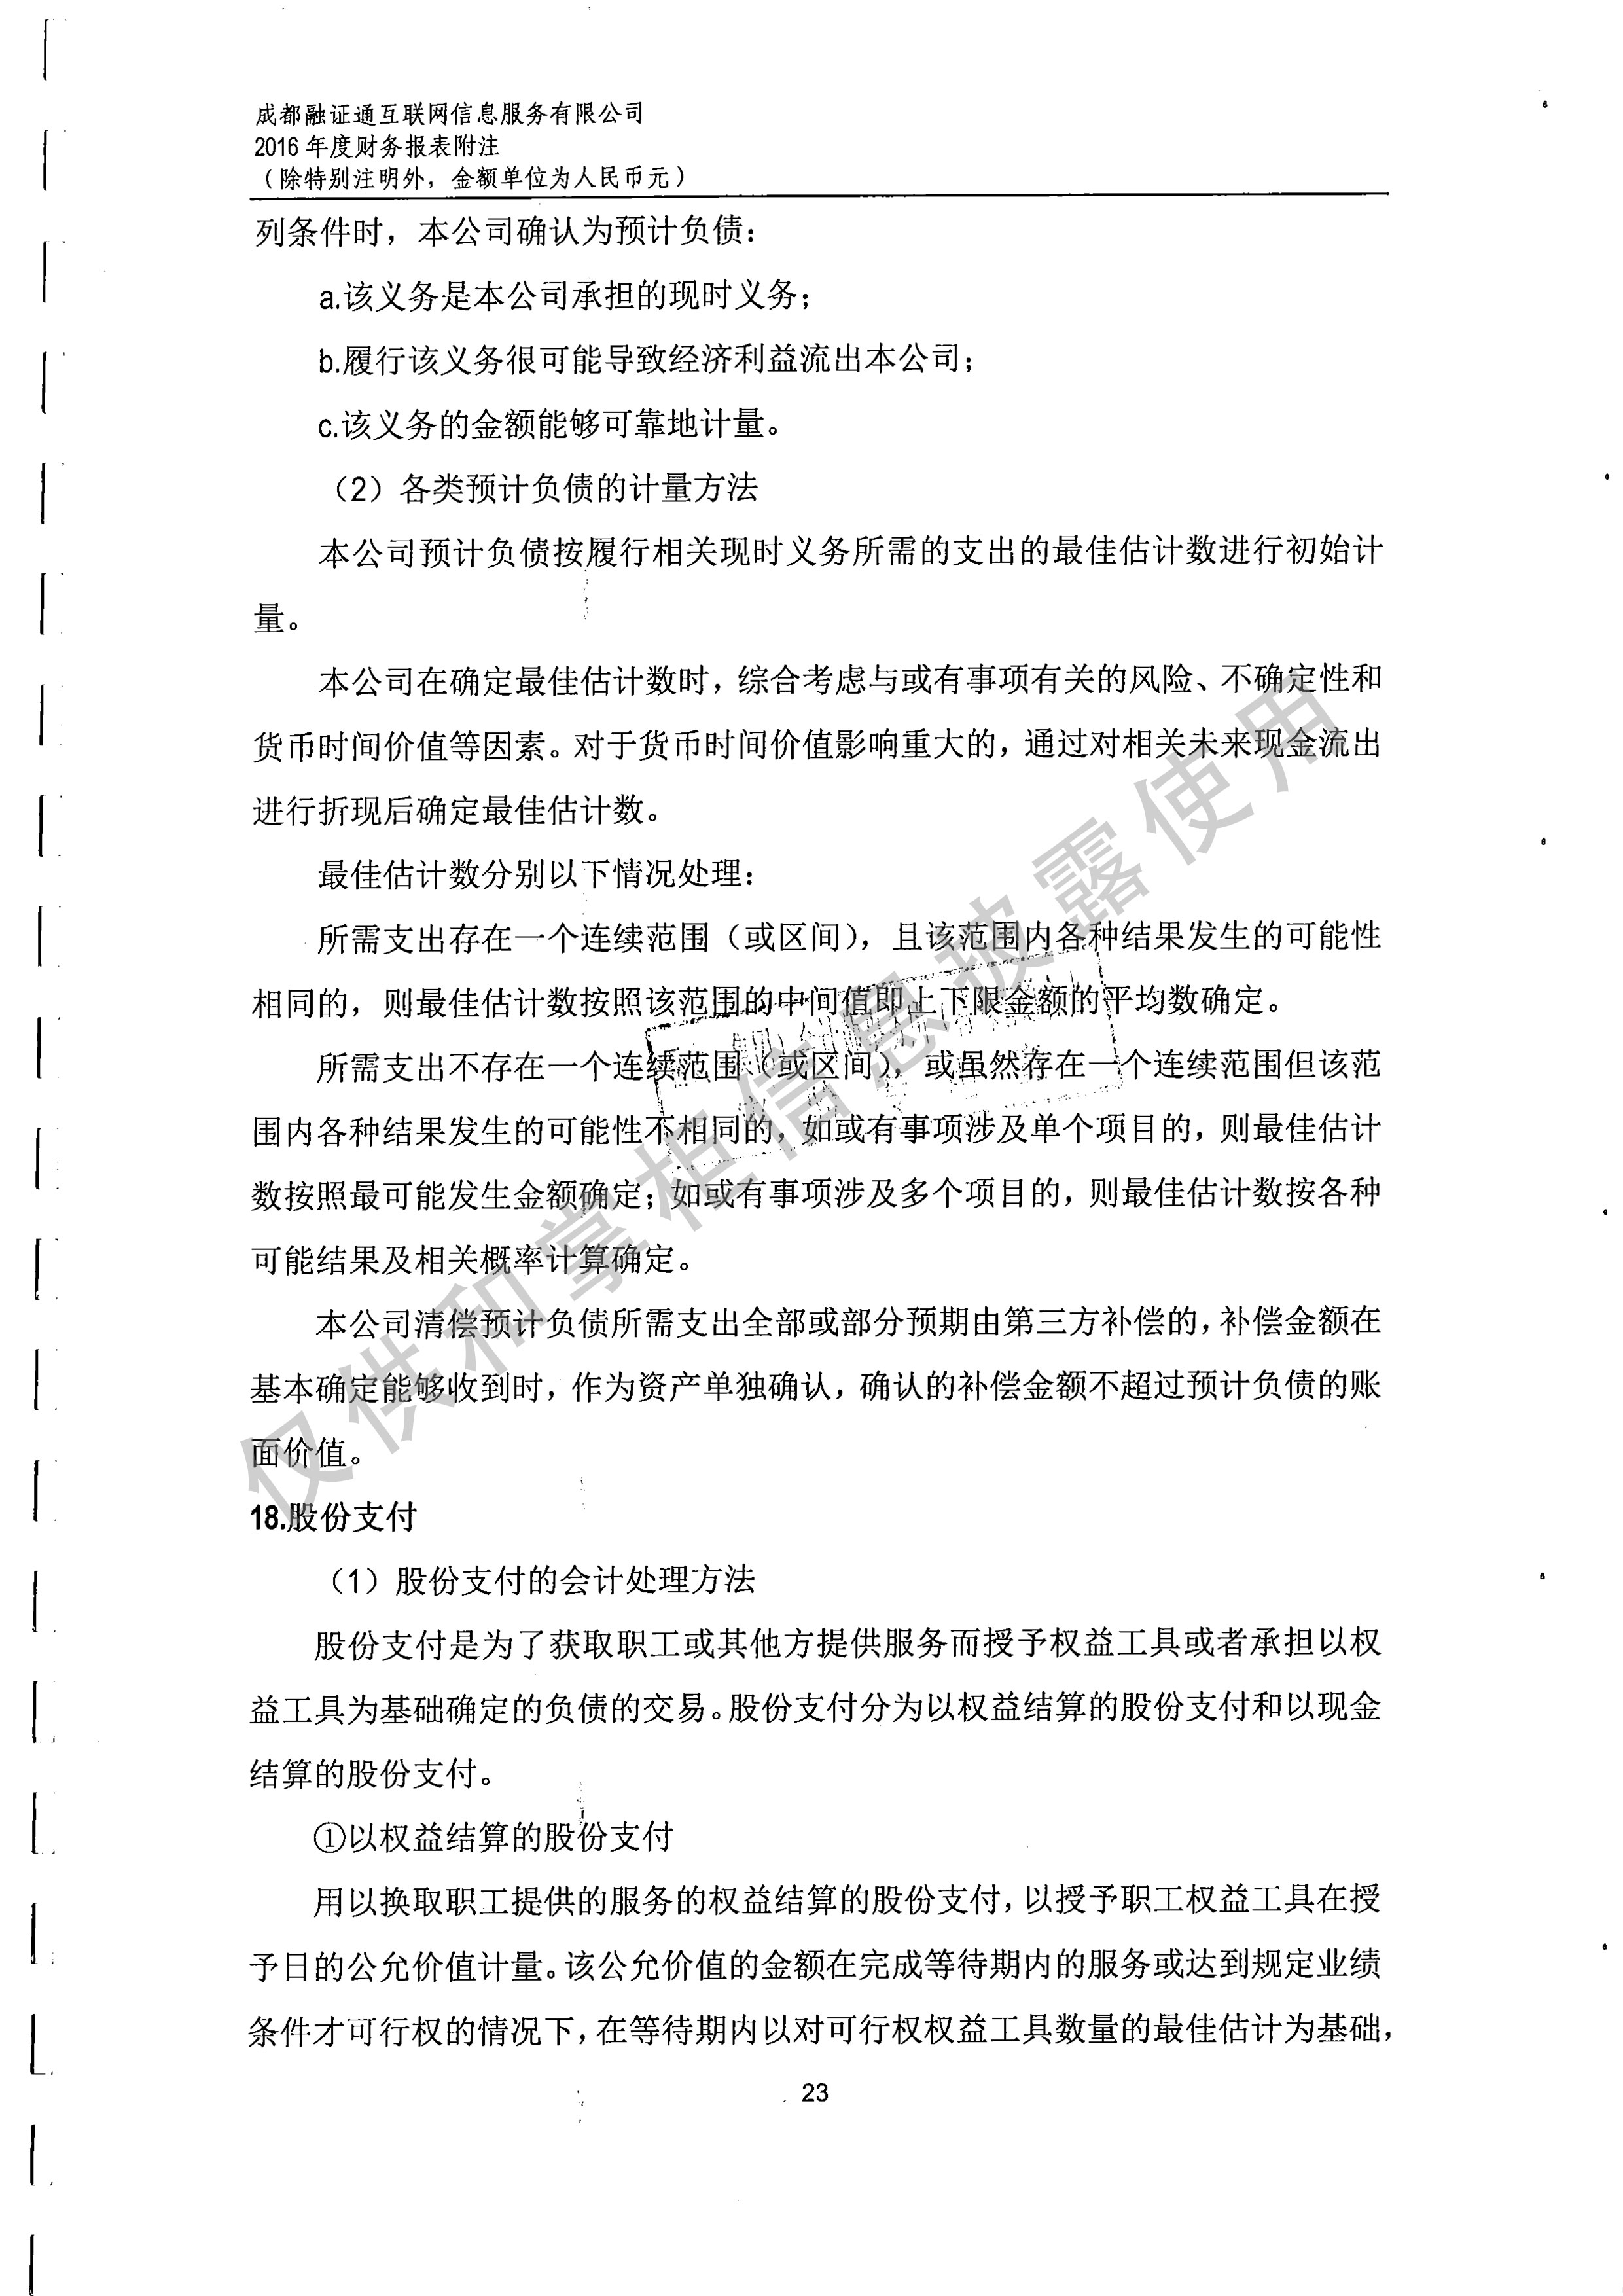 成都融证通互联网信息服务有限公司
2016 年度财务报表附注
（除特别注明外，金额单位为人民币元）
列条件时，本公司确认为预计负债：
a.该义务是本公司承担的现时义务；
b.履行该义务很可能导致经济利益流出本公司；
c.该义务的金额能够可靠地计量。
（2）各类预计负债的计量方法
本公司预计负债按履行相关现时义务所需的支出的最佳估计数进行初始计
量。
本公司在确定最佳估计数时，综合考虑与或有事项有关的风险、不确定性和
货币时间价值等因素。对于货币时间价值影响重大的，通过对相关未来现金流出
进行折现后确定最佳估计数。
最佳估计数分别以下情况处理：
所需支出存在一个连续范围（或区间），且该范围内各种结果发生的可能性
相同的，则最佳估计数按照该范围的中间值即上下限金额的平均数确定。
所需支出不存在一个连续范围（或区间），或虽然存在一个连续范围但该范
围内各种结果发生的可能性不相同的，如或有事项涉及单个项目的，则最佳估计
数按照最可能发生金额确定；如或有事项涉及多个项目的，则最佳估计数按各种
可能结果及相关概率计算确定。
本公司清偿预计负债所需支出全部或部分预期由第三方补偿的，补偿金额在
基本确定能够收到时，作为资产单独确认，确认的补偿金额不超过预计负债的账
面价值。
18.股份支付
（1）股份支付的会计处理方法
股份支付是为了获取职工或其他方提供服务而授予权益工具或者承担以权
益工具为基础确定的负债的交易。股份支付分为以权益结算的股份支付和以现金
结算的股份支付。
①以权益结算的股份支付
用以换取职工提供的服务的权益结算的股份支付，以授予职工权益工具在授
予日的公允价值计量。该公允价值的金额在完成等待期内的服务或达到规定业绩
条件才可行权的情况下，在等待期内以对可行权权益工具数量的最佳估计为基础，
23
仅供和掌柜信息披露使用